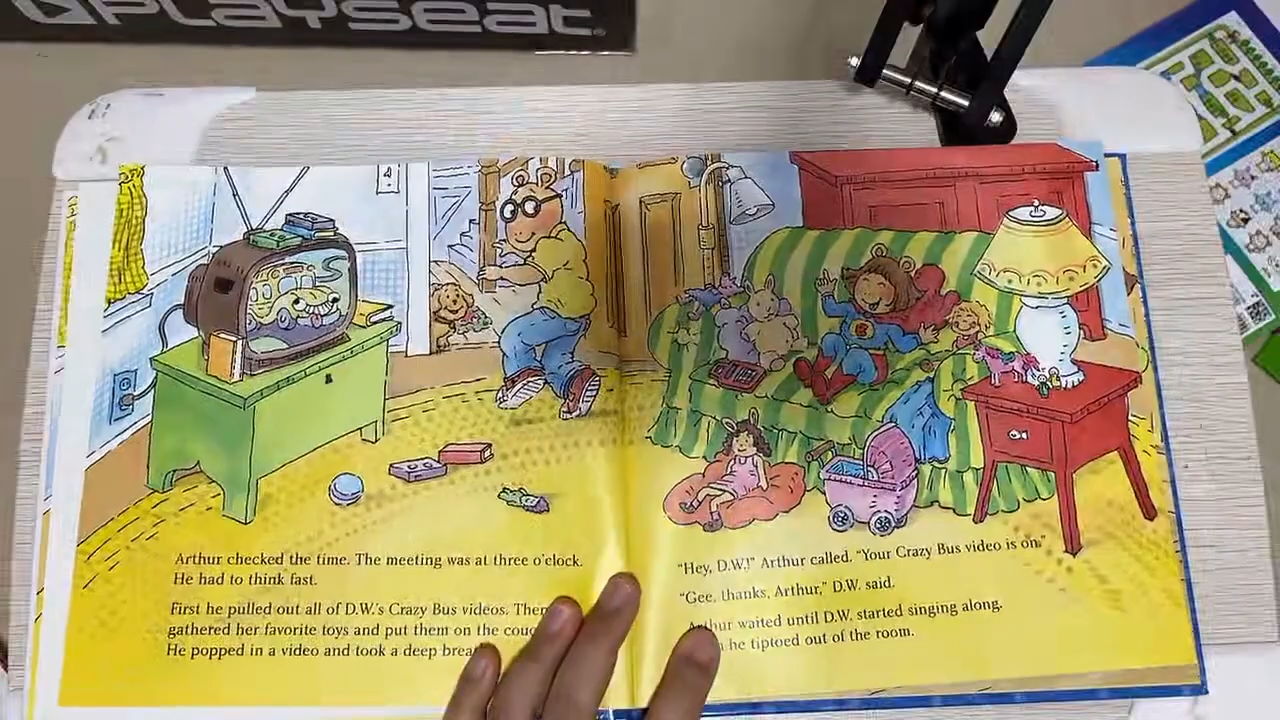 PLAYSEAT
Arthur checked the time. The meeting was at three o'clock.
He had to think fast.
First he pulled out all of D.W.'s Crazy Bus videos. Then
gathered her favorite toys and put them on the
He popped in a video and took a deep
"Hey, D.W.!" Arthur called. "Your Crazy Bus video is on."
"Gee, thanks, Arthur," D.W. said.
Arthur waited until D.W. started singing along.
he tiptoed out of the room.